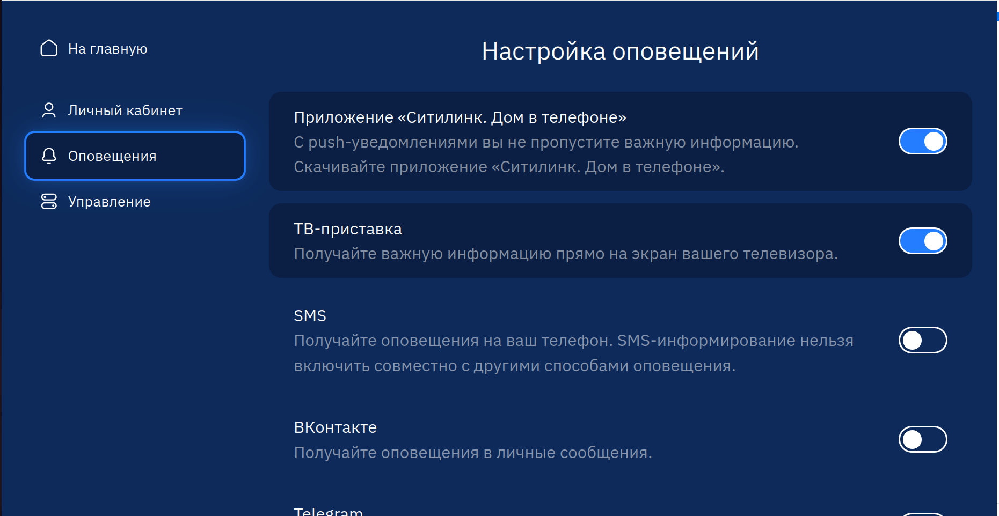 На главную
Личный кабинет
Оповещения
Управление
Настройка оповещений
Приложение «Ситилинк. Дом в телефоне»
С push-уведомлениями вы не пропустите важную информацию.
Скачивайте приложение «Ситилинк. Дом в телефоне».
ТВ-приставка
Получайте важную информацию прямо на экран вашего телевизора.
SMS
Получайте оповещения на ваш телефон. SMS-информирование нельзя
включить совместно с другими способами оповещения.
ВКонтакте
Получайте оповещения в личные сообщения.
Telegram